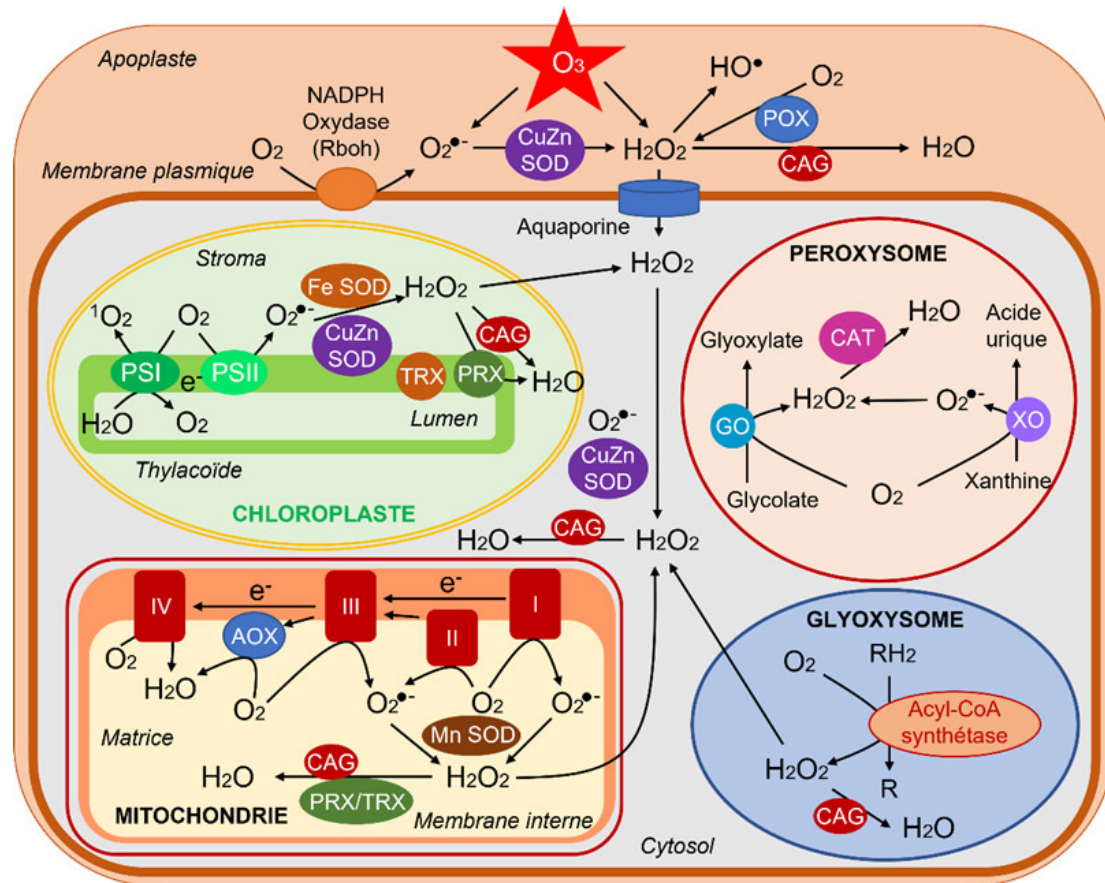 Apoplaste
O3
HO•
O2
NADPH
Oxydase
(Rboh)
POX
O2
O2•-
CuZn
SOD
H2O2
CAG
H2O
Membrane plasmique
Aquaporine
H2O2
Stroma
Fe SOD
H2O2
1O2
O2
O2•-
CuZn
SOD
CAG
PSI
e-
PSII
TRX
PRX
H2O
H2O
O2
Lumen
Thylacoïde
CHLOROPLASTE
PEROXYSOME
H2O
Acide
urique
CAT
Glyoxylate
H2O2
O2•-
GO
XO
Glycolate
O2
Xanthine
O2•-
CuZn
SOD
H2O
CAG
H2O2
e-
e-
IV
III
I
AOX
II
O2
H2O
O2
O2•-
O2
O2•-
Matrice
Mn SOD
H2O
CAG
H2O2
PRX/TRX
MITOCHONDRIE
Membrane interne
GLYOXYSOME
O2
RH2
Acyl-CoA
synthétase
H2O2
R
CAG
H2O
Cytosol